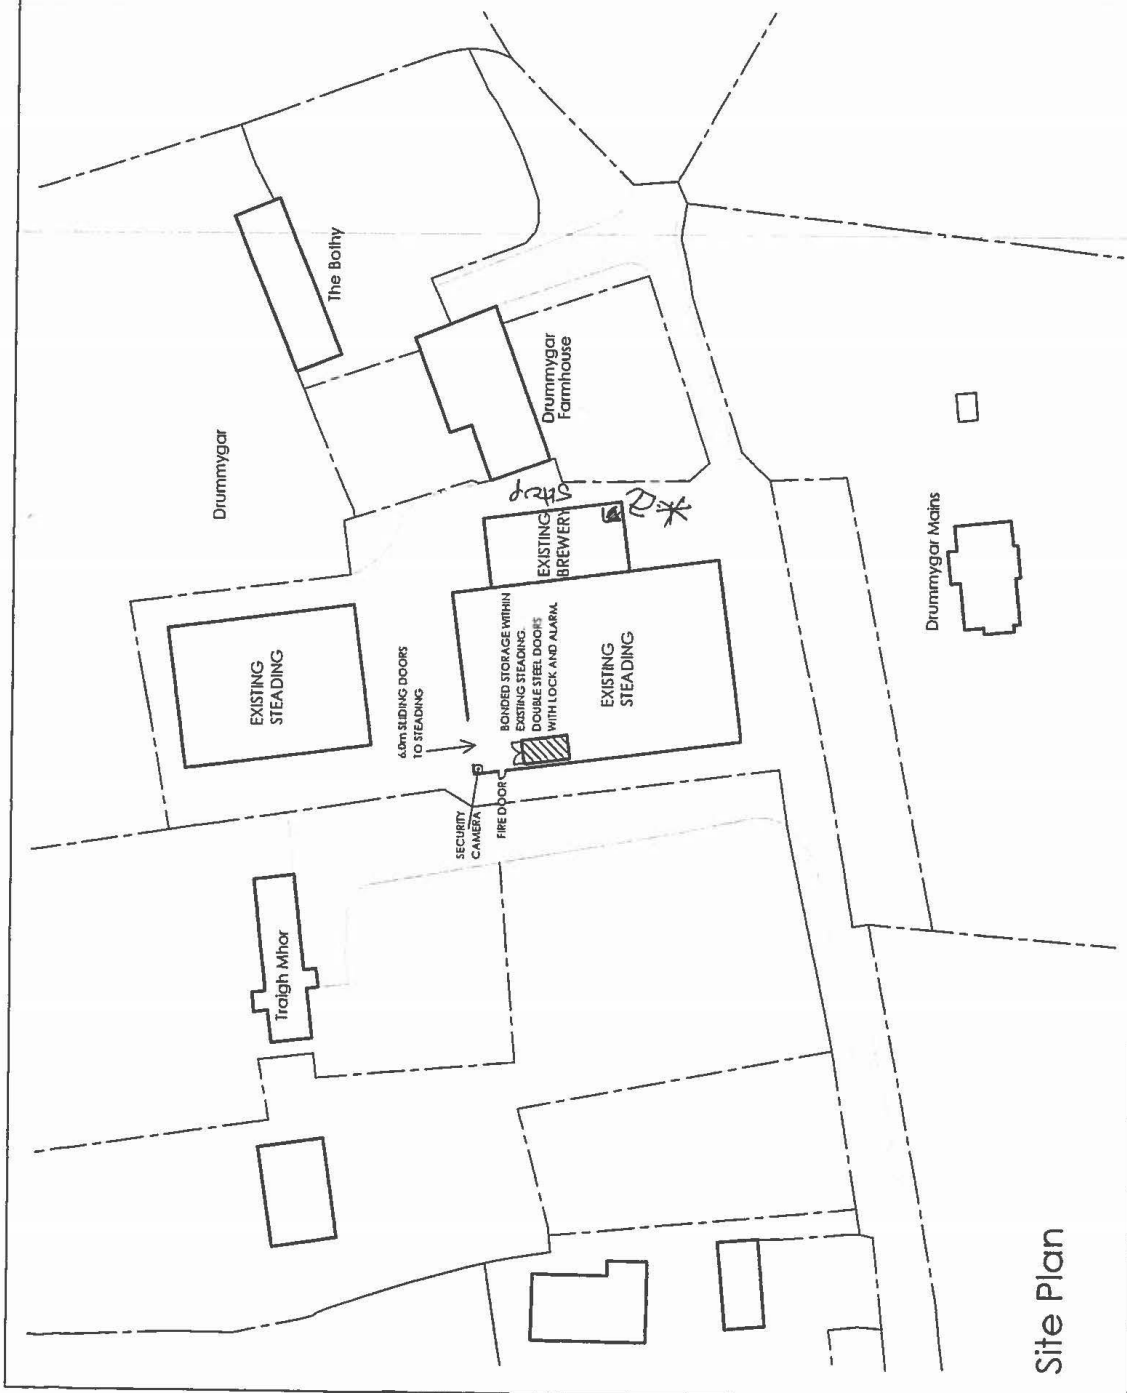 Drummygar
The Bothy
Drummygar
Farmhouse
EXISTING
STEADING
6.0m SLIDING DOORS
TO STEADING
EXISTING
BREWERY
BONDED STORAGE WITHIN
EXISTING STEADING.
DOUBLE STEEL DOORS
WITH LOCK AND ALARM.
EXISTING
STEADING
SECURITY
CAMERA
FIRE DOOR
Traigh Mhor
Drummygar Mains
Site Plan